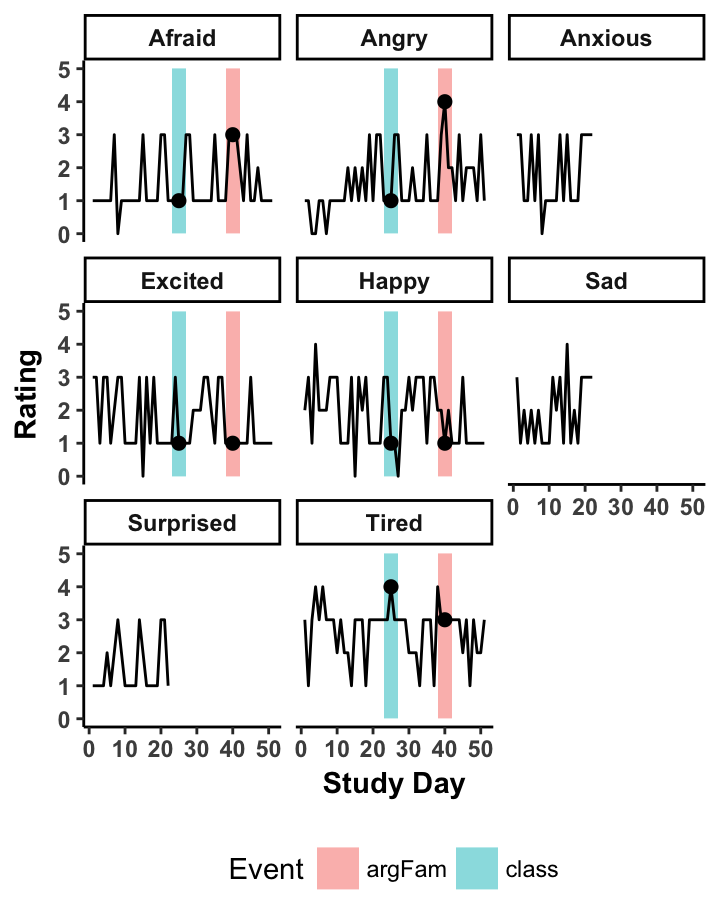 Afraid Angry Anxious
5
4
3
2
1
0
Excited Happy Sad
5
4
3
2
1
0
0 10 20 30 40 50
Surprised Tired
5
4
3
2
1
0
0 10 20 30 40 50 0 10 20 30 40 50
Rating
Study Day
Event argFam class